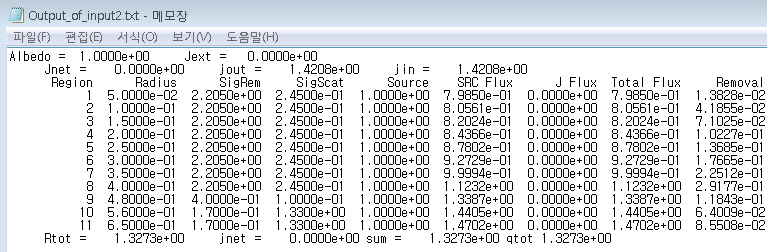 Output_of_input2.txt - 메모장
파일(F) 편집(E) 서식(O) 보기(V) 도움말(H)
Albedo = 1.0000e+00 Jext = 0.0000e+00
Jnet = 0.0000e+00 jout = 1.4208e+00 jin = 1.4208e+00
Region Radius SigRem SigScat Source SRC Flux J Flux Total Flux Removal
1 5.0000e-02 2.2050e+00 2.4500e-01 1.0000e+00 7.9850e-01 0.0000e+00 7.9850e-01 1.3828e-02
2 1.0000e-01 2.2050e+00 2.4500e-01 1.0000e+00 8.0561e-01 0.0000e+00 8.0561e-01 4.1855e-02
3 1.5000e-01 2.2050e+00 2.4500e-01 1.0000e+00 8.2024e-01 0.0000e+00 8.2024e-01 7.1025e-02
4 2.0000e-01 2.2050e+00 2.4500e-01 1.0000e+00 8.4366e-01 0.0000e+00 8.4366e-01 1.0227e-01
5 2.5000e-01 2.2050e+00 2.4500e-01 1.0000e+00 8.7802e-01 0.0000e+00 8.7802e-01 1.3685e-01
6 3.0000e-01 2.2050e+00 2.4500e-01 1.0000e+00 9.2729e-01 0.0000e+00 9.2729e-01 1.7665e-01
7 3.5000e-01 2.2050e+00 2.4500e-01 1.0000e+00 9.9994e-01 0.0000e+00 9.9994e-01 2.2512e-01
8 4.0000e-01 2.2050e+00 2.4500e-01 1.0000e+00 1.1232e+00 0.0000e+00 1.1232e+00 2.9177e-01
9 4.8000e-01 4.0000e-01 1.0000e-01 1.0000e+00 1.3387e+00 0.0000e+00 1.3387e+00 1.1843e-01
10 5.6000e-01 1.7000e-01 1.3300e+00 1.0000e+00 1.4405e+00 0.0000e+00 1.4405e+00 6.4009e-02
11 6.5000e-01 1.7000e-01 1.3300e+00 1.0000e+00 1.4702e+00 0.0000e+00 1.4702e+00 8.5508e-02
Rtot = 1.3273e+00 jnet = 0.0000e+00 sum = 1.3273e+00 qtot 1.3273e+00